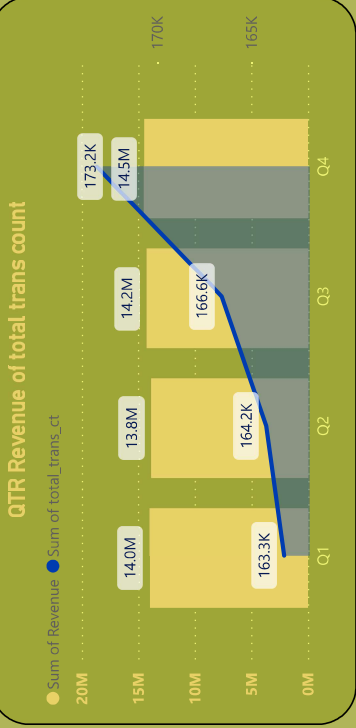 QTR Revenue of total trans count
Sum of Revenue Sum of total_trans_ct
20M
15M
10M
5M
0M
170K
165K
14.0M
13.8M
14.2M
14.5M
163.3K
164.2K
166.6K
173.2K
Q1 Q2 Q3 Q4